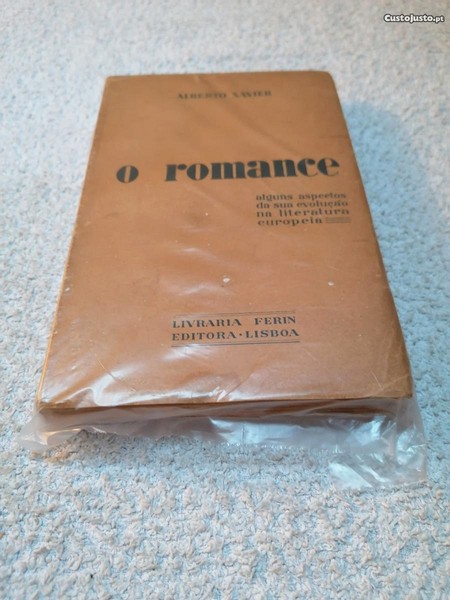 CustoJusto.pt
ALBERTO XAVIER
o romance
alguns aspectos
da sua evolução
na literatura
europeia
LIVRARIA FERIN
EDITORA · LISBOA